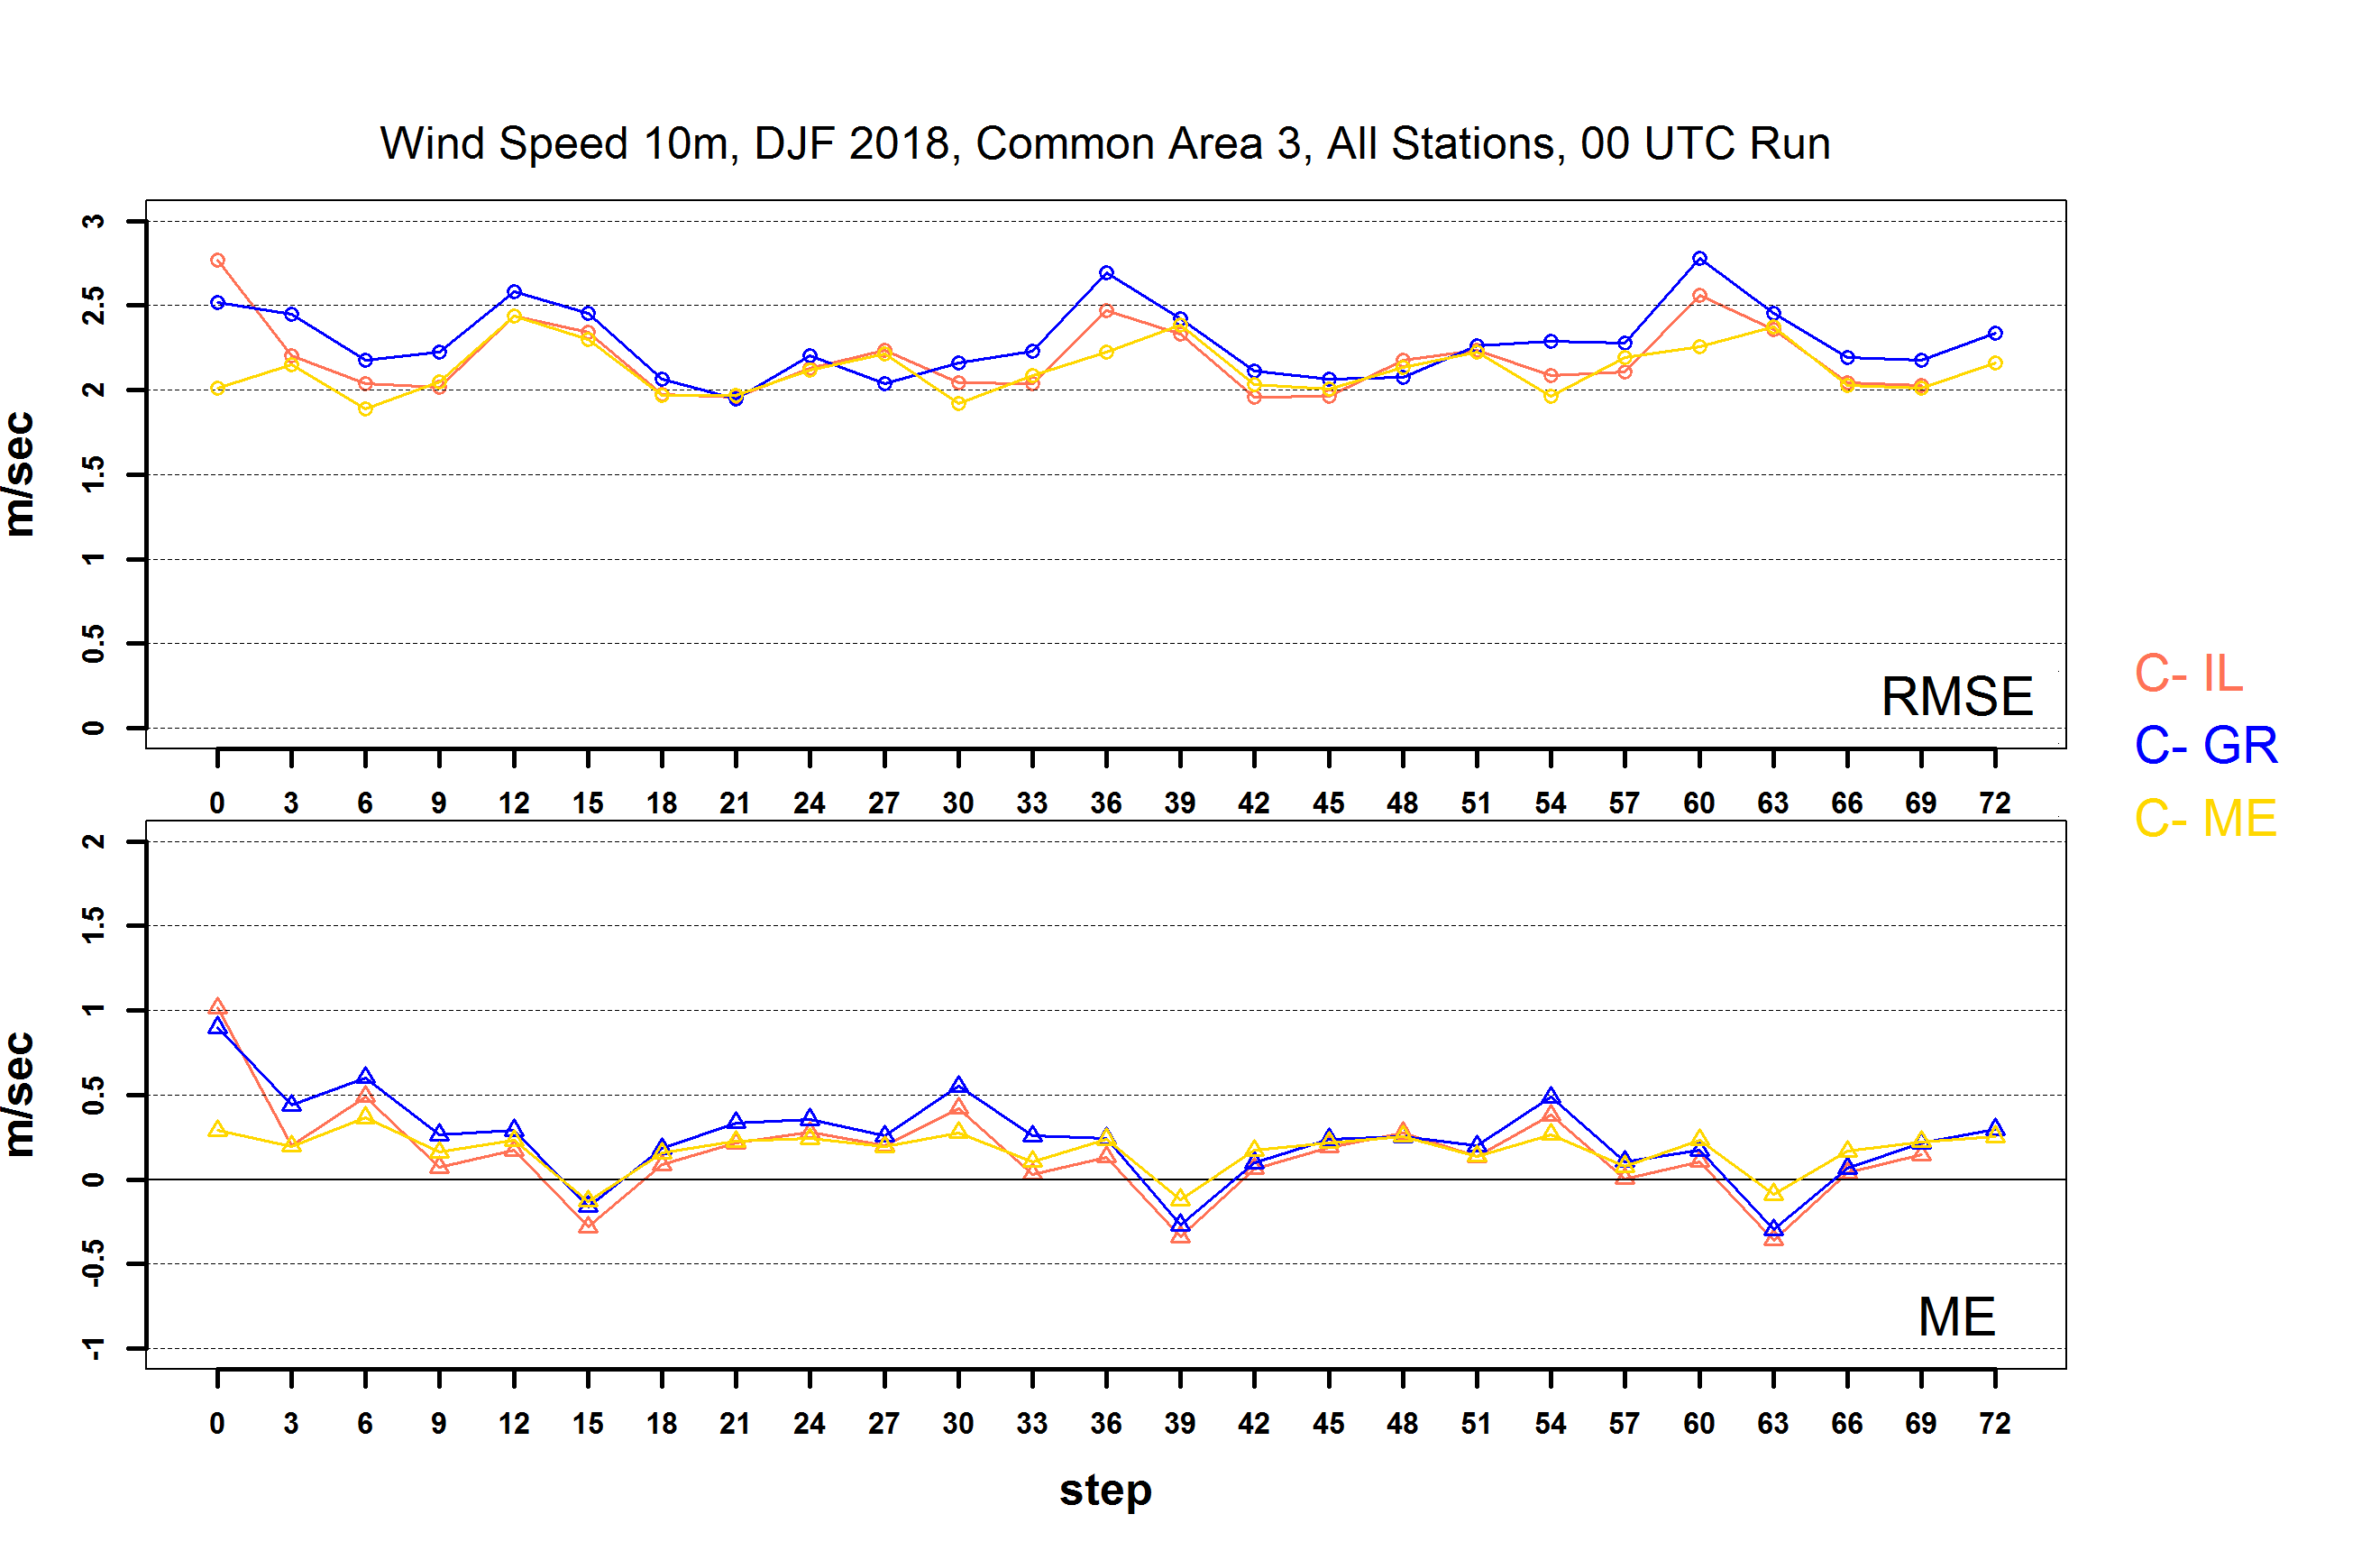 Wind Speed 10m, DJF 2018, Common Area 3, All Stations, 00 UTC Run
3
2.5
2
1.5
1
0.5
0
m/sec
RMSE
0 3 6 9 12 15 18 21 24 27 30 33 36 39 42 45 48 51 54 57 60 63 66 69 72
C- IL
C- GR
C- ME
2
1.5
1
0.5
0
-0.5
-1
m/sec
ME
0 3 6 9 12 15 18 21 24 27 30 33 36 39 42 45 48 51 54 57 60 63 66 69 72
step